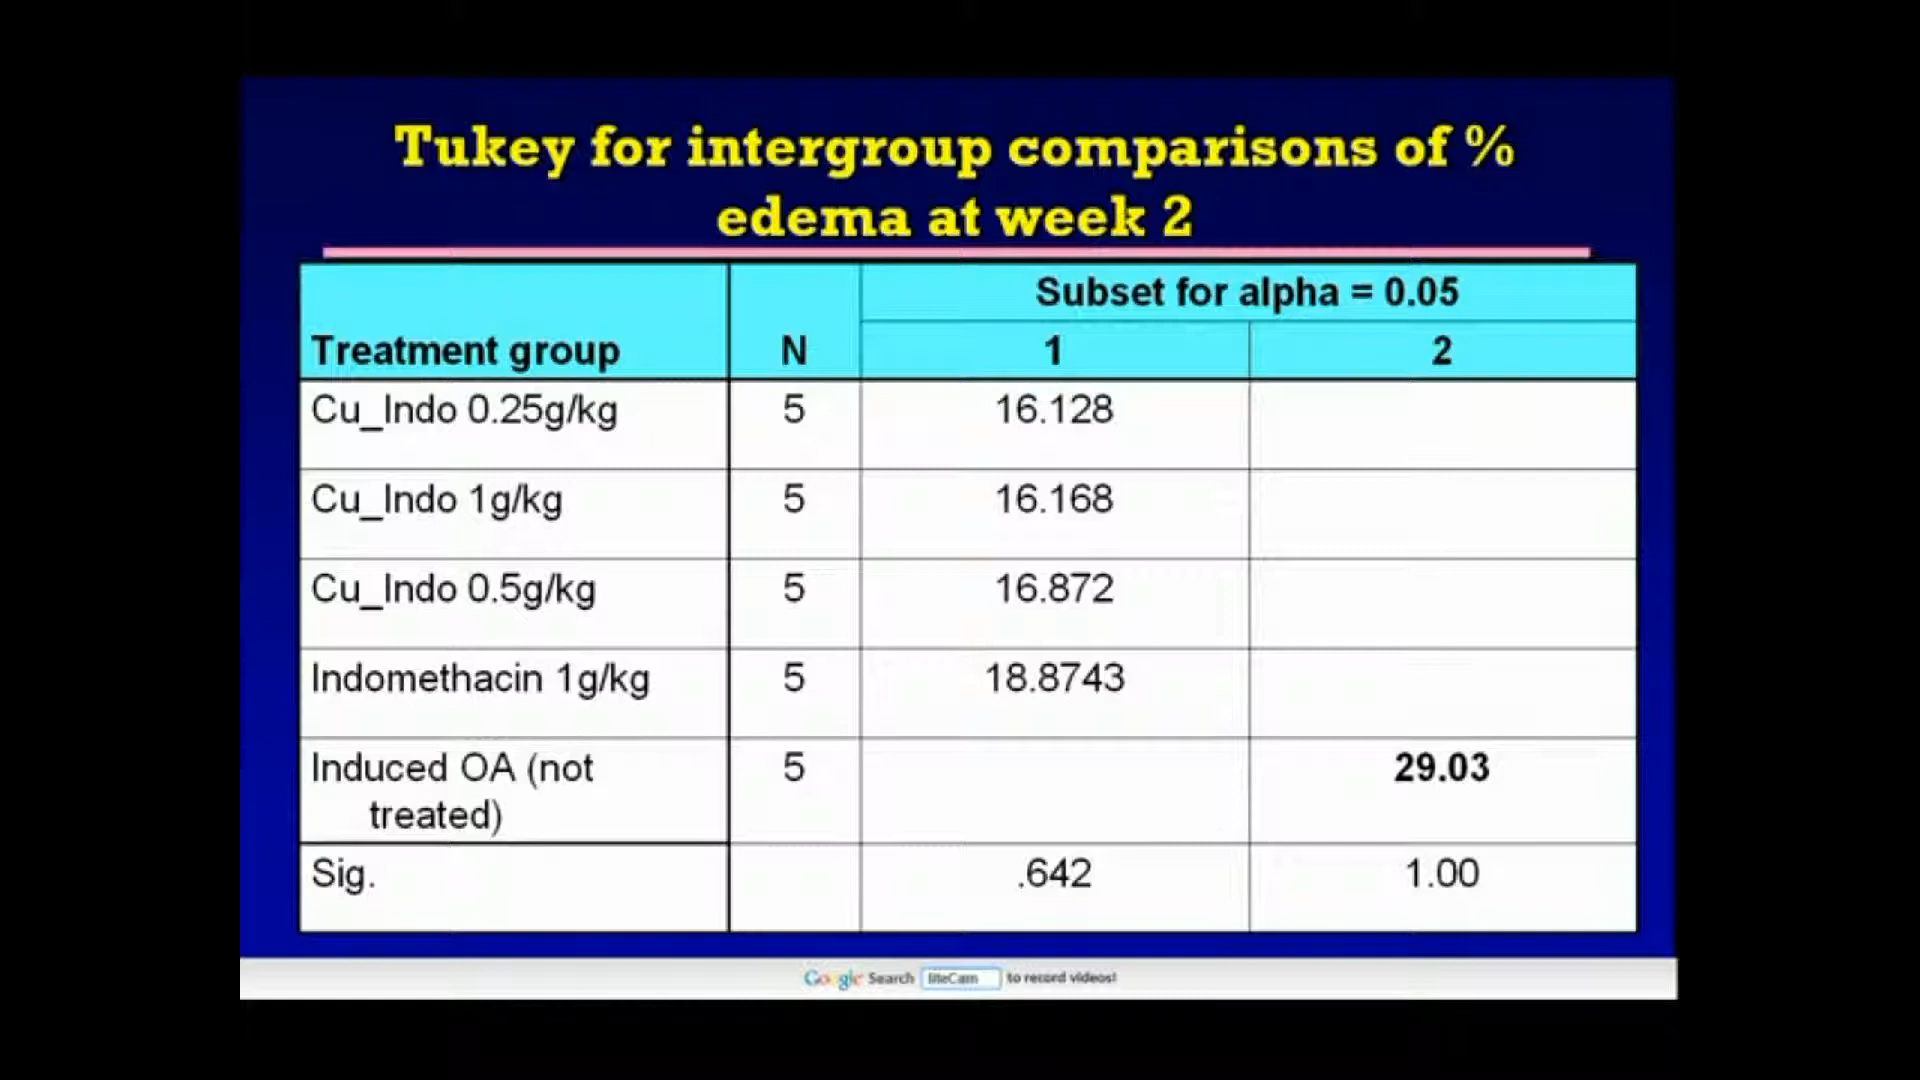 Tukey for intergroup comparisons of %
edema at week 2
Subset for alpha = 0.05
Treatment group N 1 2
Cu_Indo 0.25g/kg 5 16.128
Cu_Indo 1g/kg 5 16.168
Cu_Indo 0.5g/kg 5 16.872
Indomethacin 1g/kg 5 18.8743
Induced OA (not 5 29.03
treated)
Sig. .642 1.00
Google Search liteCam to record videos!